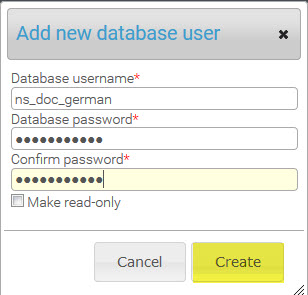 Add new database user
Database username*
ns_doc_german
Database password*
●●●●●●●●●●●
Confirm password*
●●●●●●●●●●●
Make read-only
Cancel Create